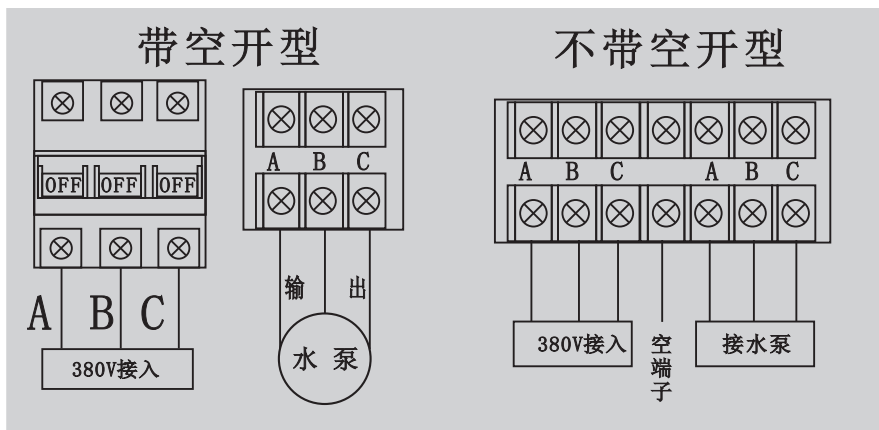 带空开型
不带空开型
OFF OFF OFF
A B C
A B C
380V接入
输 出
水泵
A B C A B C
380V接入
空端子
接水泵